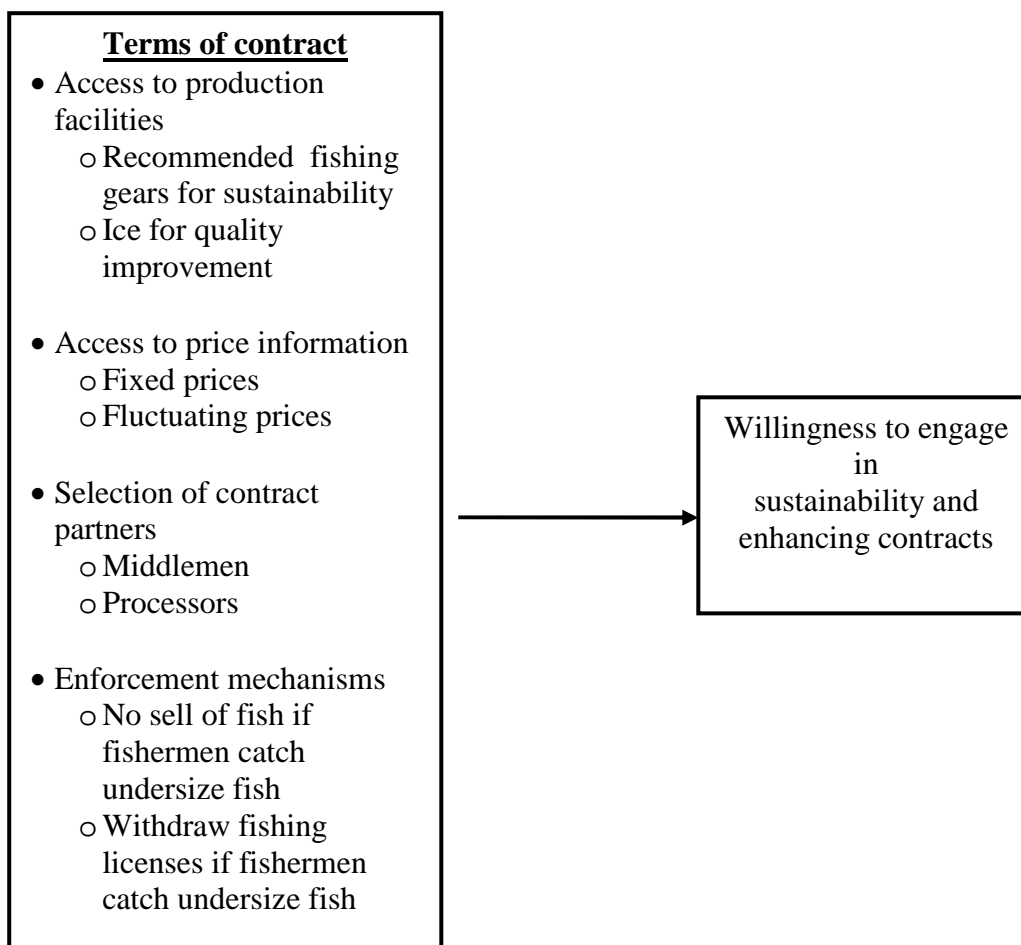 Terms of contract
• Access to production
facilities
o Recommended fishing
gears for sustainability
o Ice for quality
improvement
• Access to price information
o Fixed prices
o Fluctuating prices
• Selection of contract
partners
o Middlemen
o Processors
• Enforcement mechanisms
o No sell of fish if
fishermen catch
undersize fish
o Withdraw fishing
licenses if fishermen
catch undersize fish
Willingness to engage
in
sustainability and
enhancing contracts